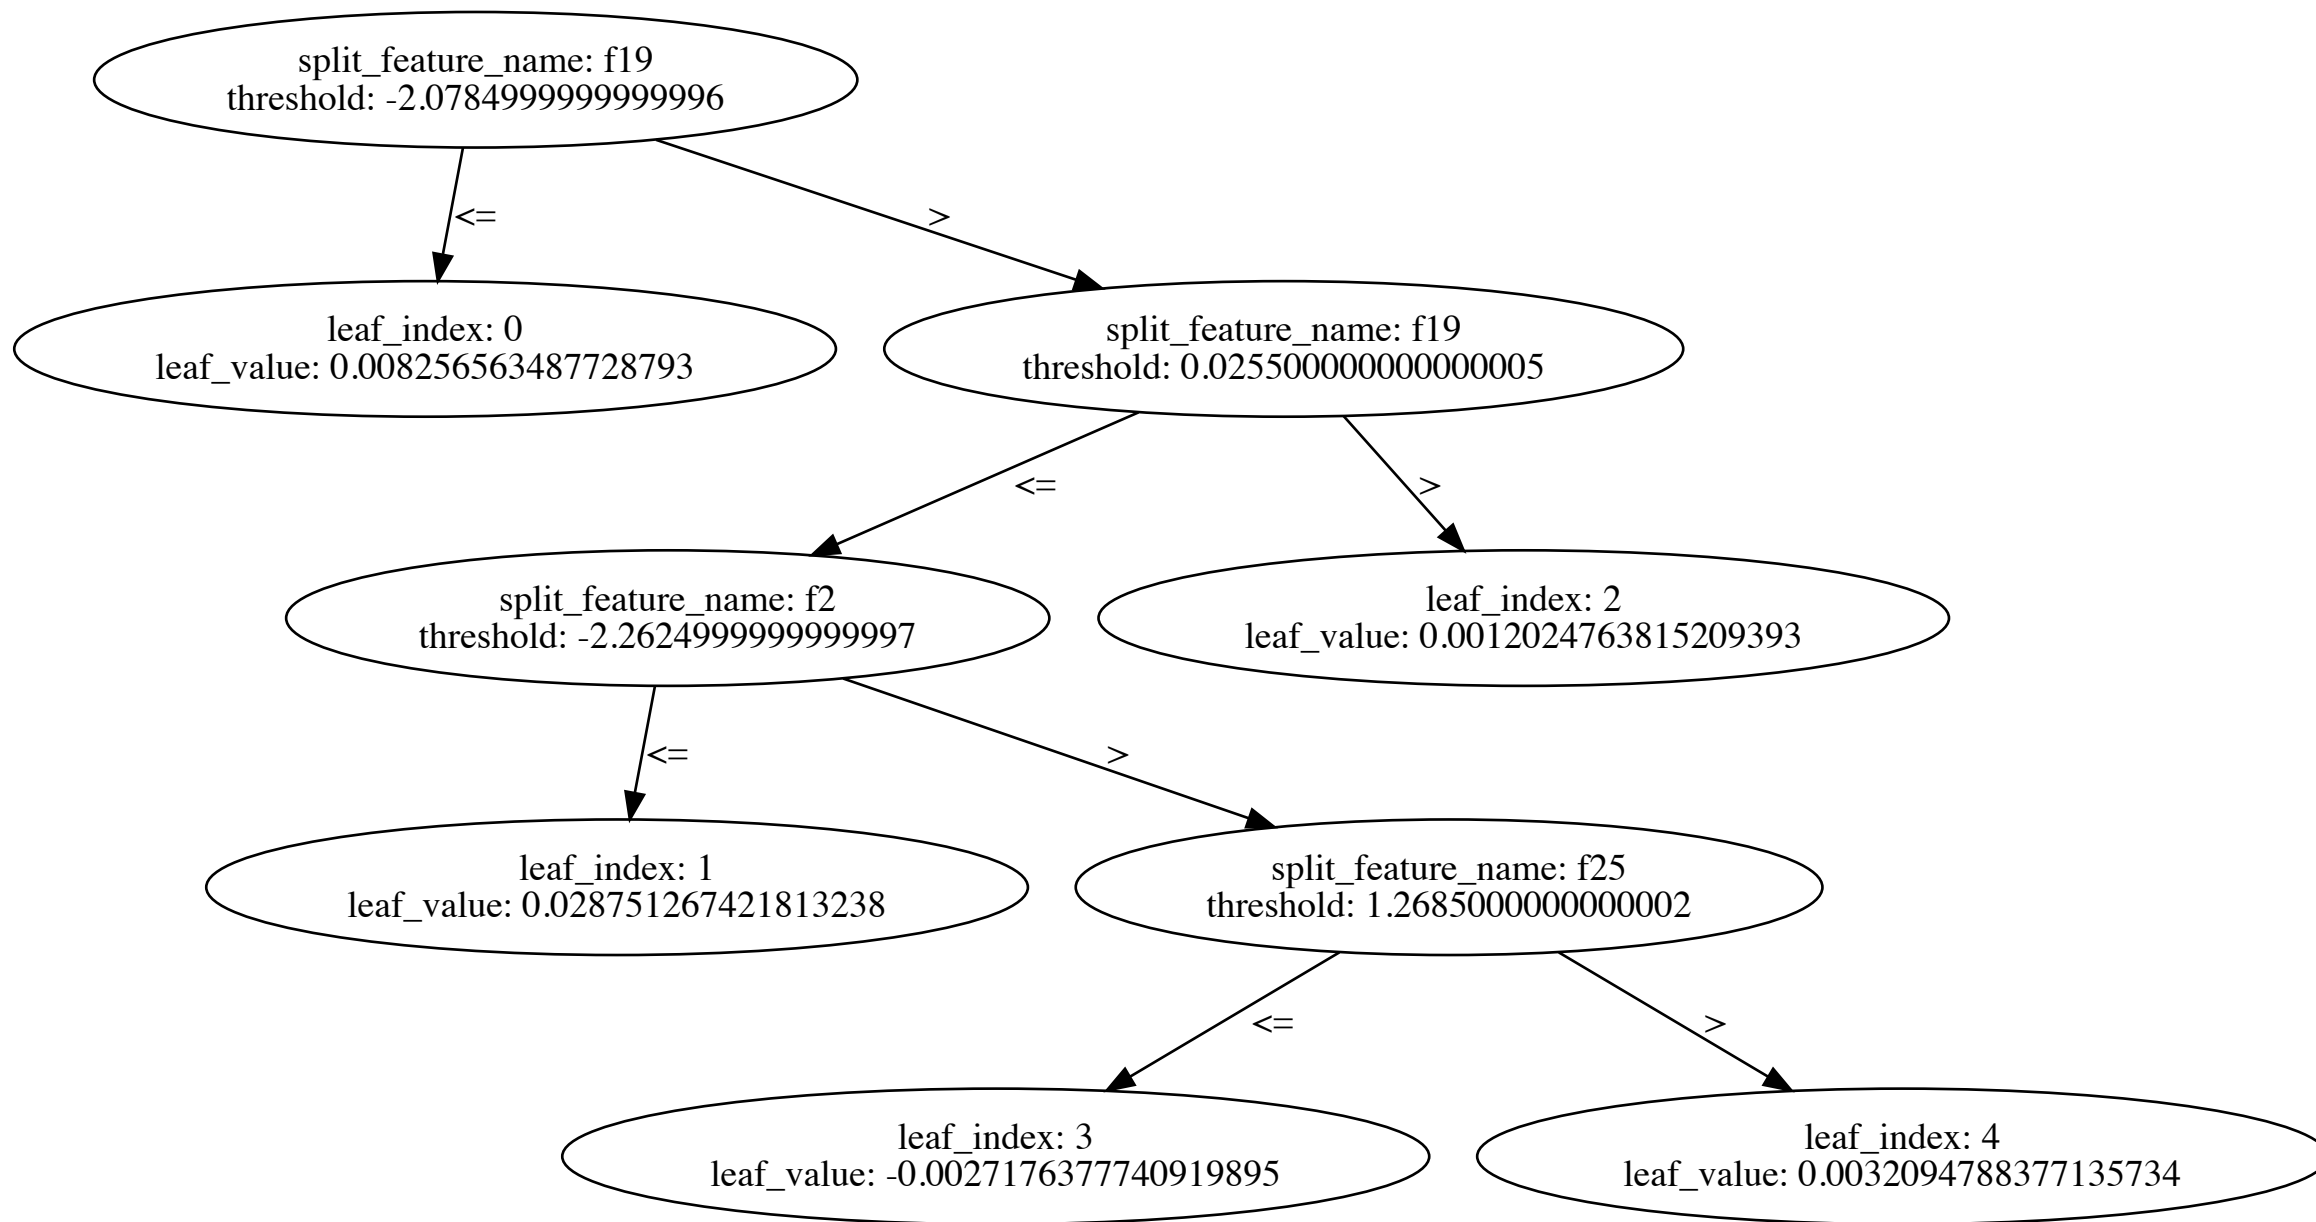 split_feature_name: f19
threshold: -2.0784999999999996
<=
>
leaf_index: 0
leaf_value: 0.008256563487728793
split_feature_name: f19
threshold: 0.025500000000000005
<=
>
split_feature_name: f2
threshold: -2.2624999999999997
leaf_index: 2
leaf_value: 0.0012024763815209393
<=
>
leaf_index: 1
leaf_value: 0.028751267421813238
split_feature_name: f25
threshold: 1.2685000000000002
<=
>
leaf_index: 3
leaf_value: -0.0027176377740919895
leaf_index: 4
leaf_value: 0.0032094788377135734